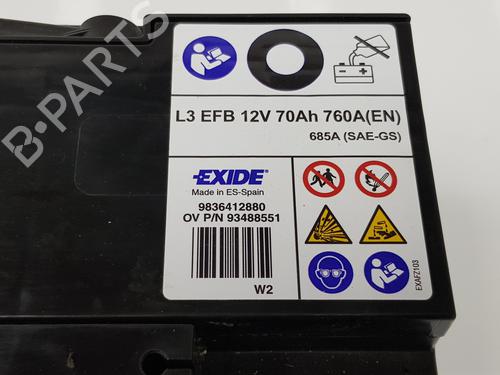 L3 EFB 12V 70Ah 760A(EN)
685A (SAE-GS)
EXIDE
Made in ES-Spain
9836412880
OV P/N 93488551
W2
EXAFZ103
B-PARTS